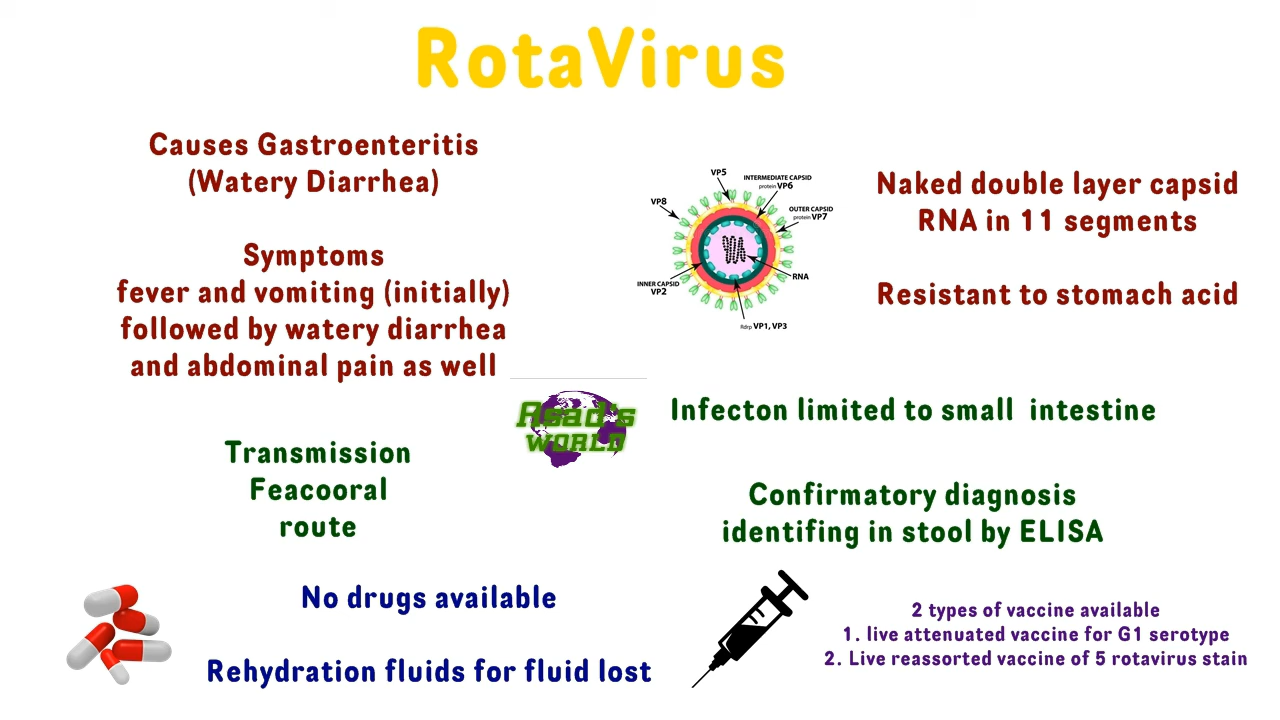 RotaVirus
Causes Gastroenteritis
(Watery Diarrhea)
Symptoms
fever and vomiting (initially)
followed by watery diarrhea
and abdominal pain as well
Transmission
Feacooral
route
No drugs available
Rehydration fluids for fluid lost
Asad's
WORLD
VP5
INTERMEDIATE CAPSID
protein VP6
VP8
OUTER CAPSID
protein VP7
RNA
INNER CAPSID
VP2
Rdrp VP1, VP3
Naked double layer capsid
RNA in 11 segments
Resistant to stomach acid
Infecton limited to small intestine
Confirmatory diagnosis
identifing in stool by ELISA
2 types of vaccine available
1. live attenuated vaccine for G1 serotype
2. Live reassorted vaccine of 5 rotavirus stain